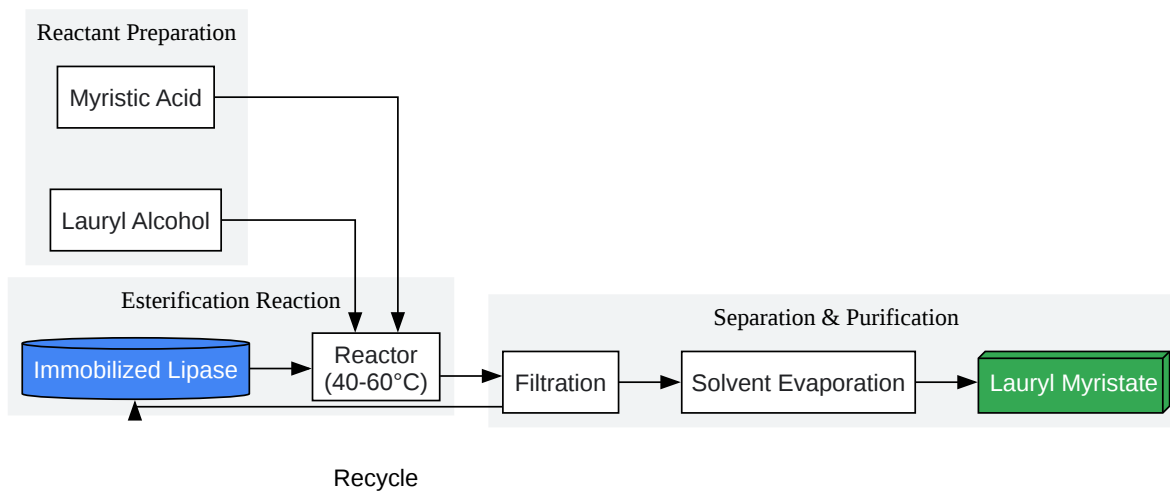 Reactant Preparation
Myristic Acid
Lauryl Alcohol
Esterification Reaction
Immobilized Lipase
Reactor
(40-60°C)
Separation & Purification
Filtration
Solvent Evaporation
Lauryl Myristate
Recycle